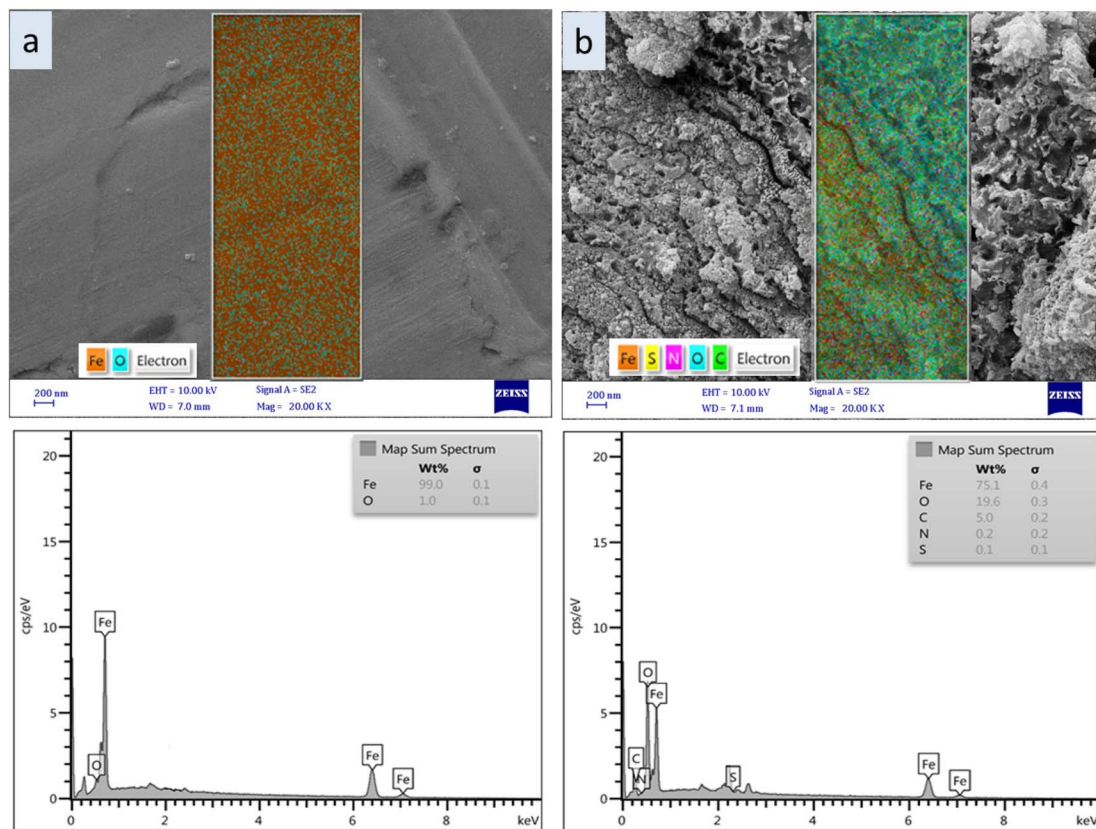 a
Fe O Electron
200 nm
EHT = 10.00 kV
WD = 7.0 mm
Signal A = SE2
Mag = 20.00 K X
ZEISS
b
Fe S N O C Electron
200 nm
EHT = 10.00 kV
WD = 7.1 mm
Signal A = SE2
Mag = 20.00 K X
ZEISS
Map Sum Spectrum
Wt% σ
Fe 99.0 0.1
O 1.0 0.1
20
15
10
5
0
cps/eV
Fe
O
Fe
Fe
0 2 4 6 8 keV
Map Sum Spectrum
Wt% σ
Fe 75.1 0.4
O 19.6 0.3
C 5.0 0.2
N 0.2 0.2
S 0.1 0.1
20
15
10
5
0
cps/eV
O
Fe
C
N
S
Fe
Fe
0 2 4 6 8 keV